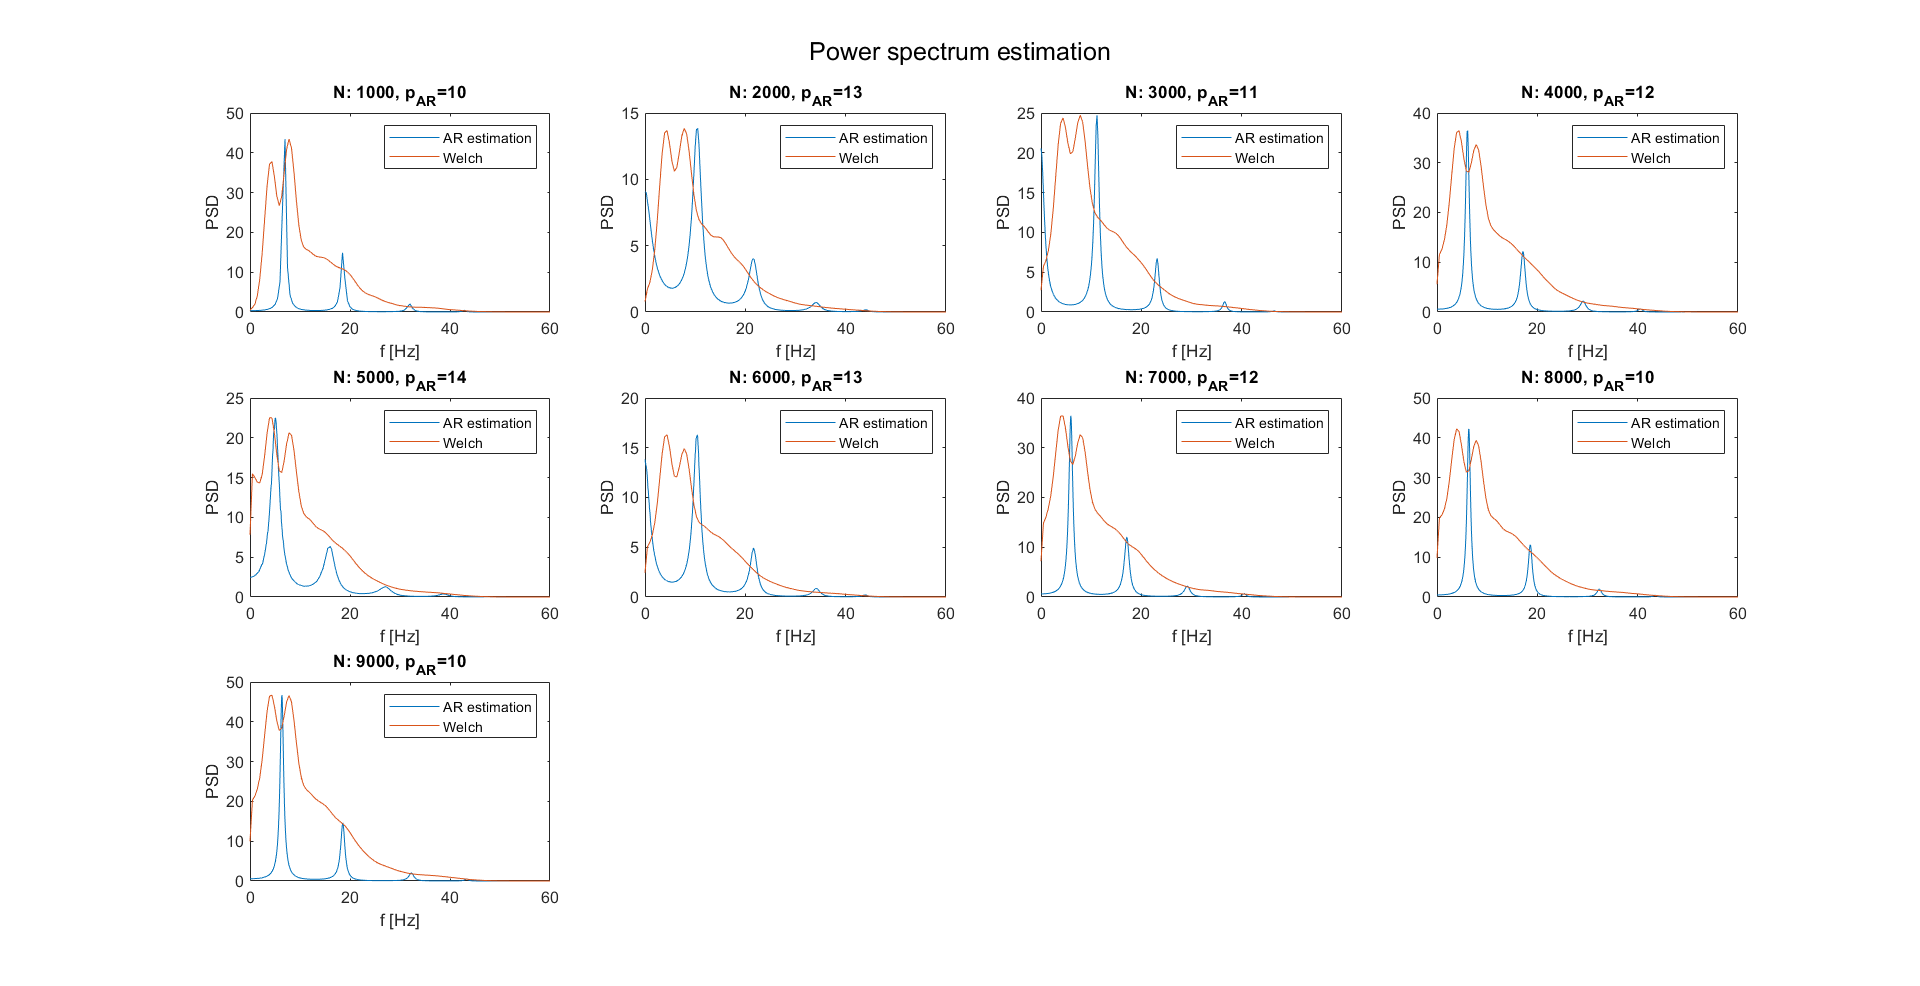 Power spectrum estimation
N: 1000, pAR=10
50
40
30
20
10
0
PSD
AR estimation
Welch
0 20 40 60
f [Hz]
N: 2000, pAR=13
15
10
5
0
PSD
AR estimation
Welch
0 20 40 60
f [Hz]
N: 3000, pAR=11
25
20
15
10
5
0
PSD
AR estimation
Welch
0 20 40 60
f [Hz]
N: 4000, pAR=12
40
30
20
10
0
PSD
AR estimation
Welch
0 20 40 60
f [Hz]
N: 5000, pAR=14
25
20
15
10
5
0
PSD
AR estimation
Welch
0 20 40 60
f [Hz]
N: 6000, pAR=13
20
15
10
5
0
PSD
AR estimation
Welch
0 20 40 60
f [Hz]
N: 7000, pAR=12
40
30
20
10
0
PSD
AR estimation
Welch
0 20 40 60
f [Hz]
N: 8000, pAR=10
50
40
30
20
10
0
PSD
AR estimation
Welch
0 20 40 60
f [Hz]
N: 9000, pAR=10
50
40
30
20
10
0
PSD
AR estimation
Welch
0 20 40 60
f [Hz]